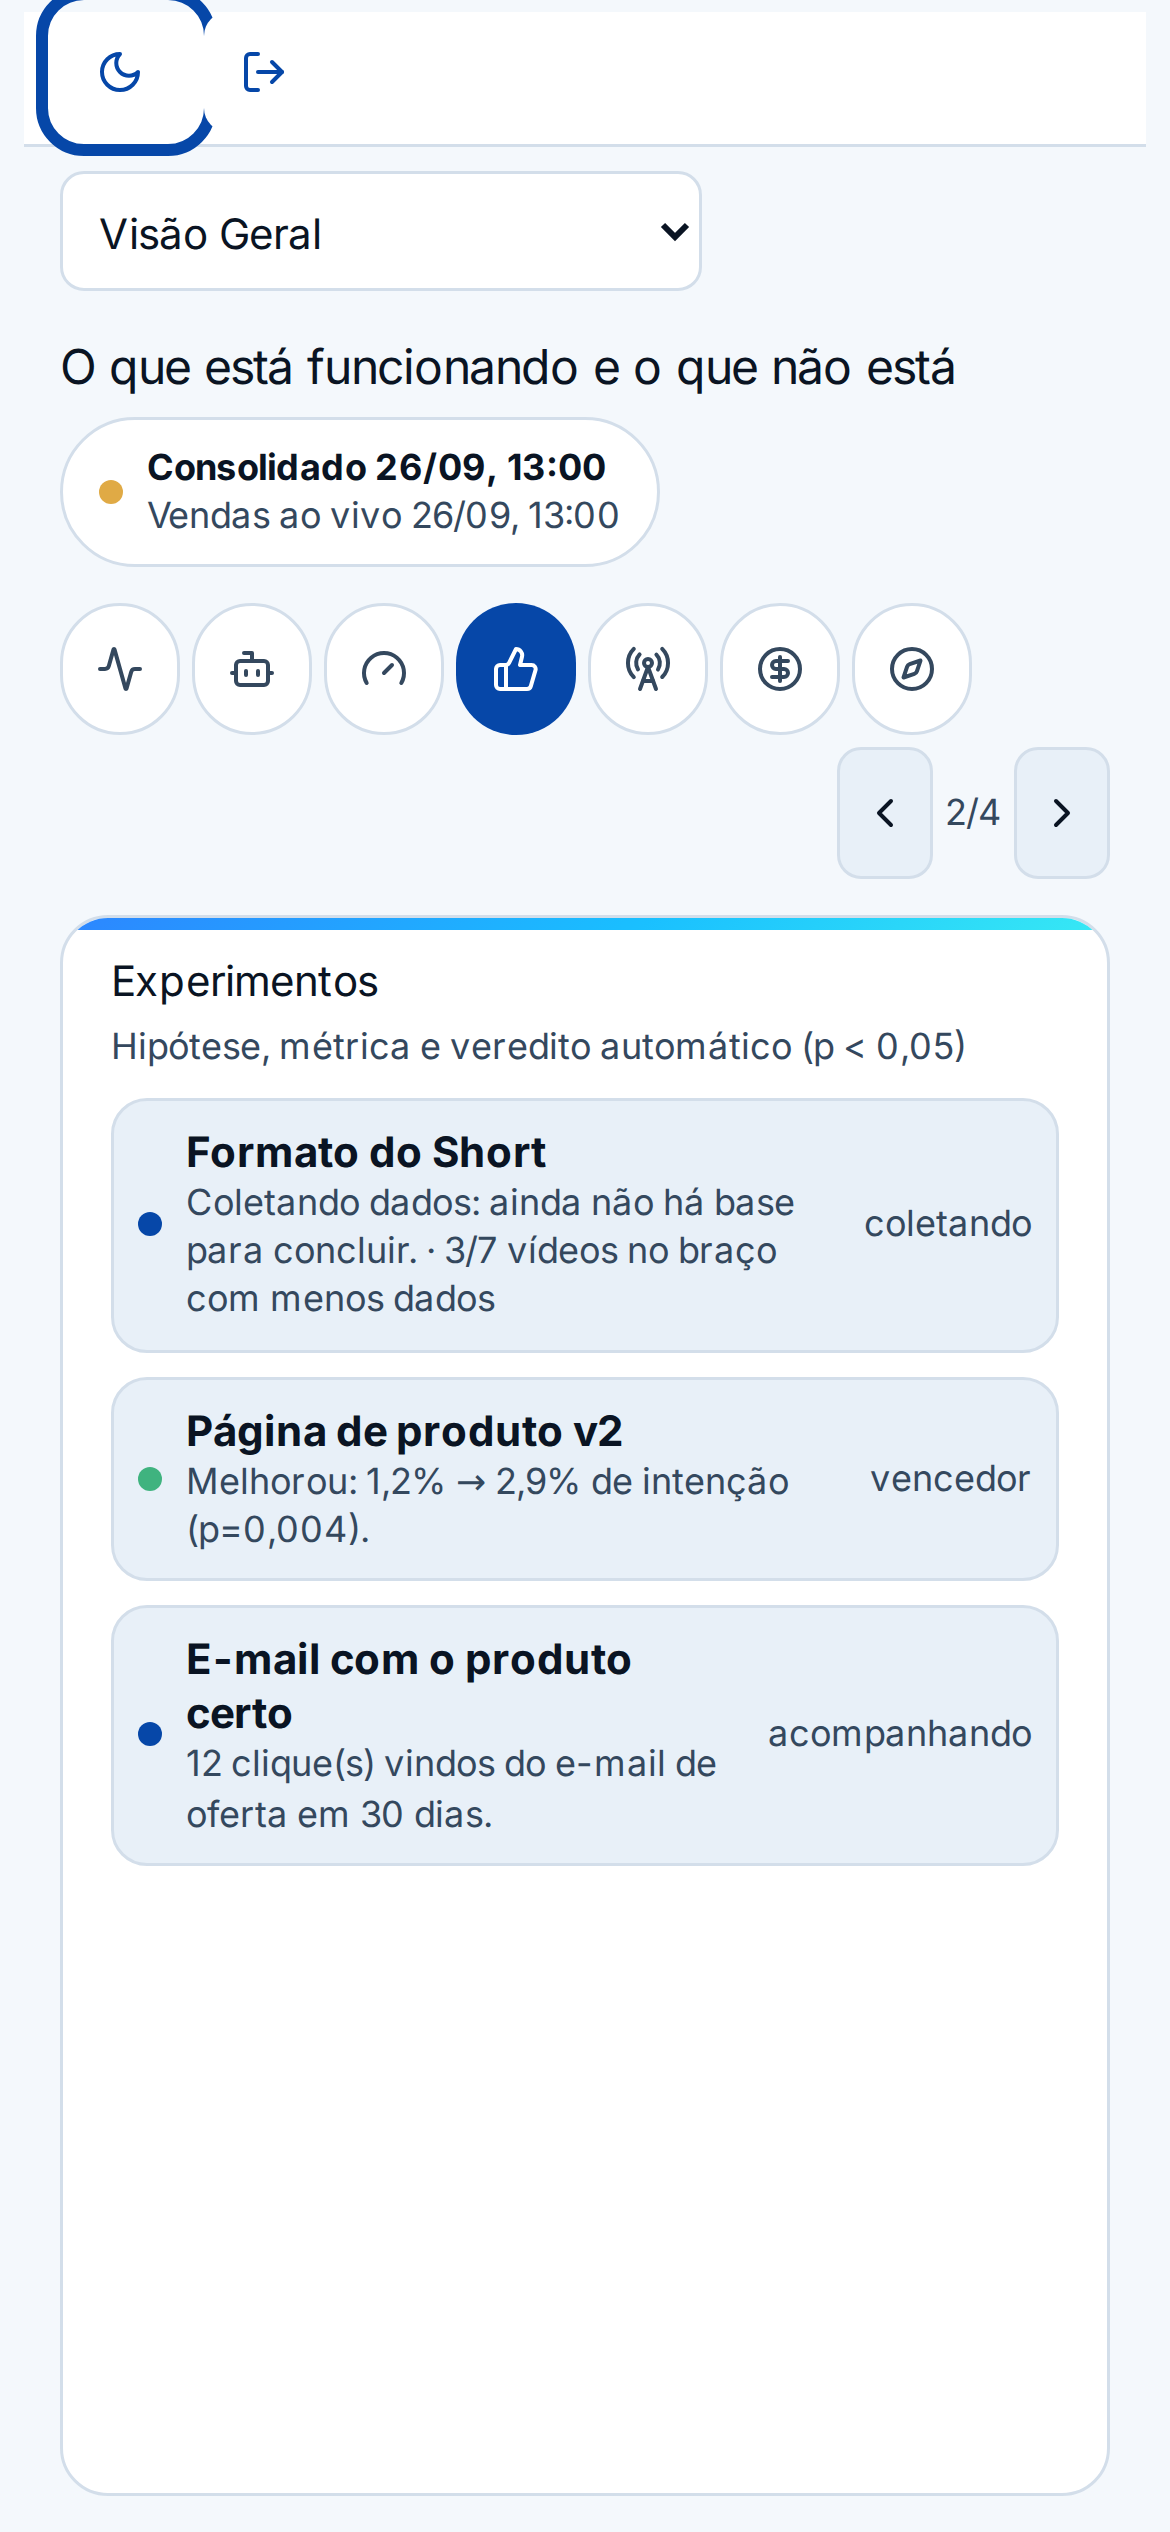 Visão Geral
O que está funcionando e o que não está
Consolidado 26/09, 13:00
Vendas ao vivo 26/09, 13:00
2/4
Experimentos
Hipótese, métrica e veredito automático (p < 0,05)
Formato do Short
Coletando dados: ainda não há base
para concluir. · 3/7 vídeos no braço
com menos dados
coletando
Página de produto v2
Melhorou: 1,2% → 2,9% de intenção
(p=0,004).
vencedor
E-mail com o produto
certo
12 clique(s) vindos do e-mail de
oferta em 30 dias.
acompanhando